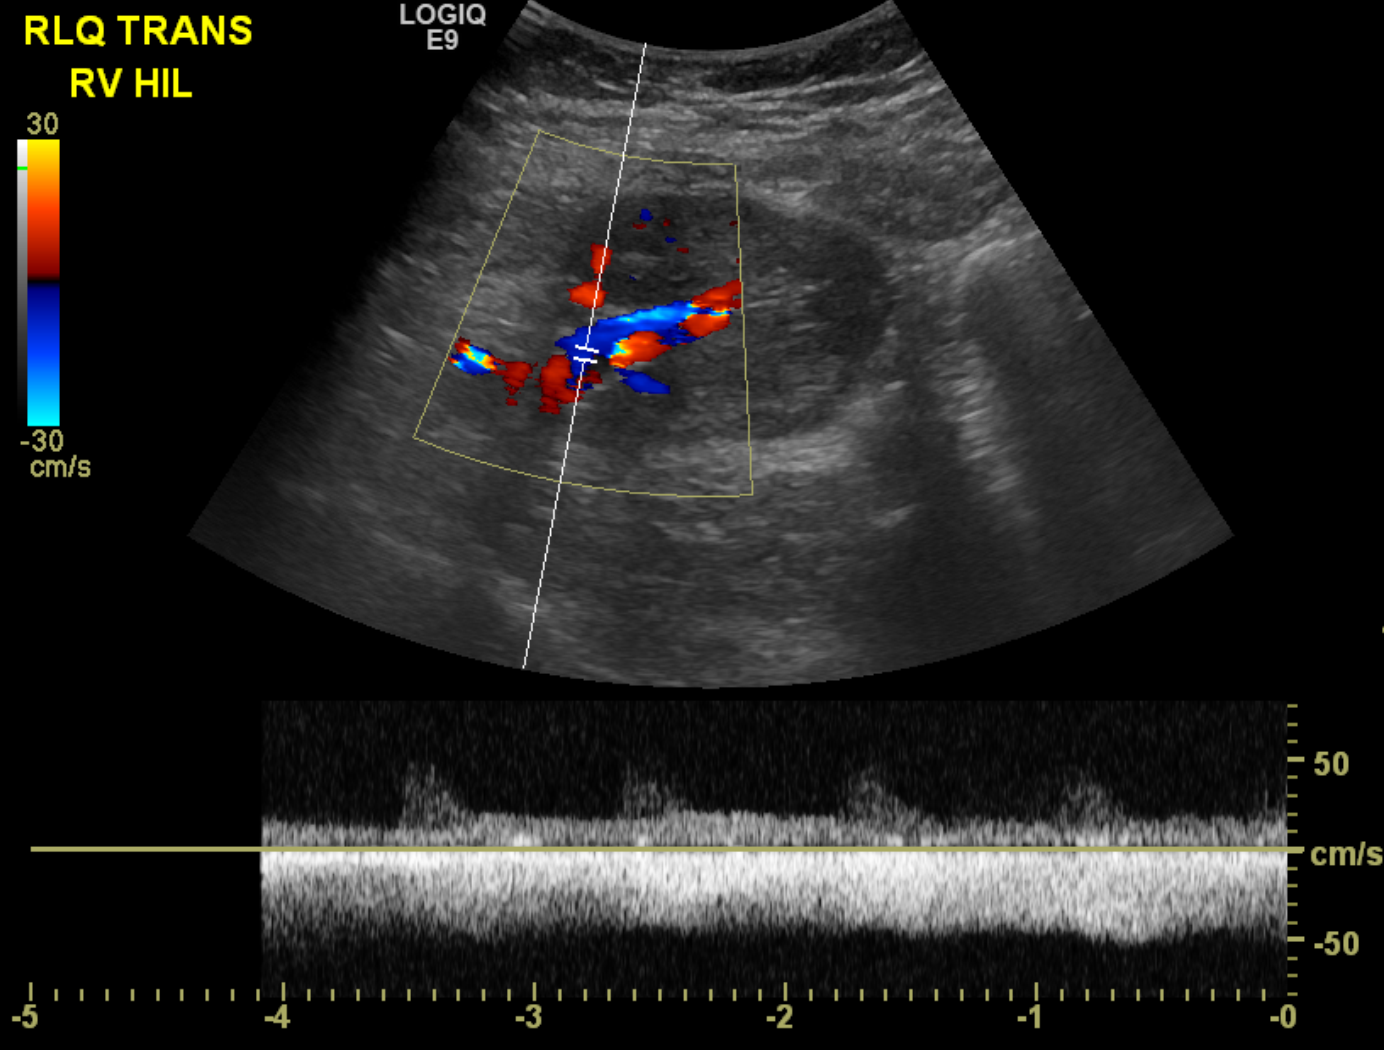 RLQ TRANS
RV HIL
LOGIQ
E9
30
-30
cm/s
50
cm/s
-50
-5 -4 -3 -2 -1 -0